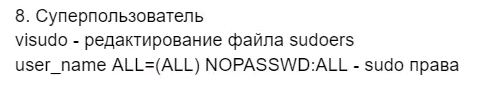 8. Суперпользователь
visudo - редактирование файла sudoers
user_name ALL=(ALL) NOPASSWD:ALL - sudo права